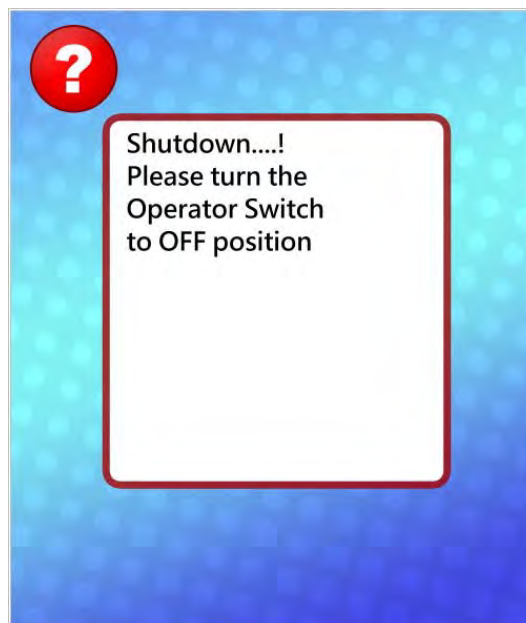 ?
Shutdown....!
Please turn the
Operator Switch
to OFF position